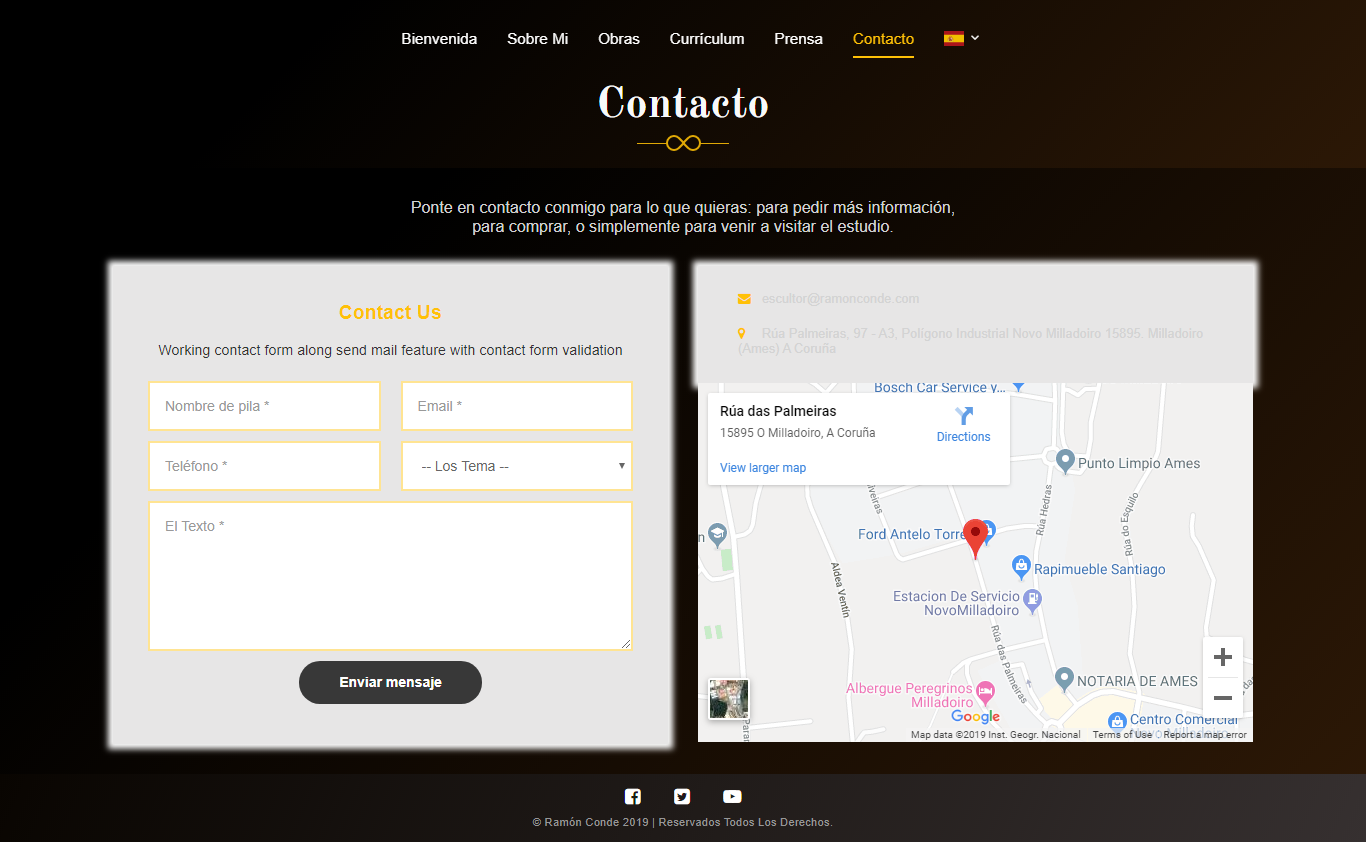 Bienvenida Sobre Mi Obras Currículum Prensa Contacto
Contacto
Ponte en contacto conmigo para lo que quieras: para pedir más información,
para comprar, o simplemente para venir a visitar el estudio.
Contact Us
Working contact form along send mail feature with contact form validation
Nombre de pila *
Email *
Teléfono *
-- Los Tema --
El Texto *
Enviar mensaje
escultor@ramonconde.com
Rúa Palmeiras, 97 - A3, Polígono Industrial Novo Milladoiro 15895. Milladoiro
(Ames) A Coruña
Bosch Car Service y...
Rúa das Palmeiras
15895 O Milladoiro, A Coruña
Directions
View larger map
Punto Limpio Ames
Rúa Hedras
Rúa do Esquilo
Ford Antelo Torre
Aldea Ventín
Rapimueble Santiago
Estacion De Servicio
NovoMilladoiro
Rúa das Palmeiras
NOTARIA DE AMES
Albergue Peregrinos
Milladoiro
Google
Centro Comercial
Novo Milladoiro
Map data ©2019 Inst. Geogr. Nacional Terms of Use Report a map error
© Ramón Conde 2019 | Reservados Todos Los Derechos.